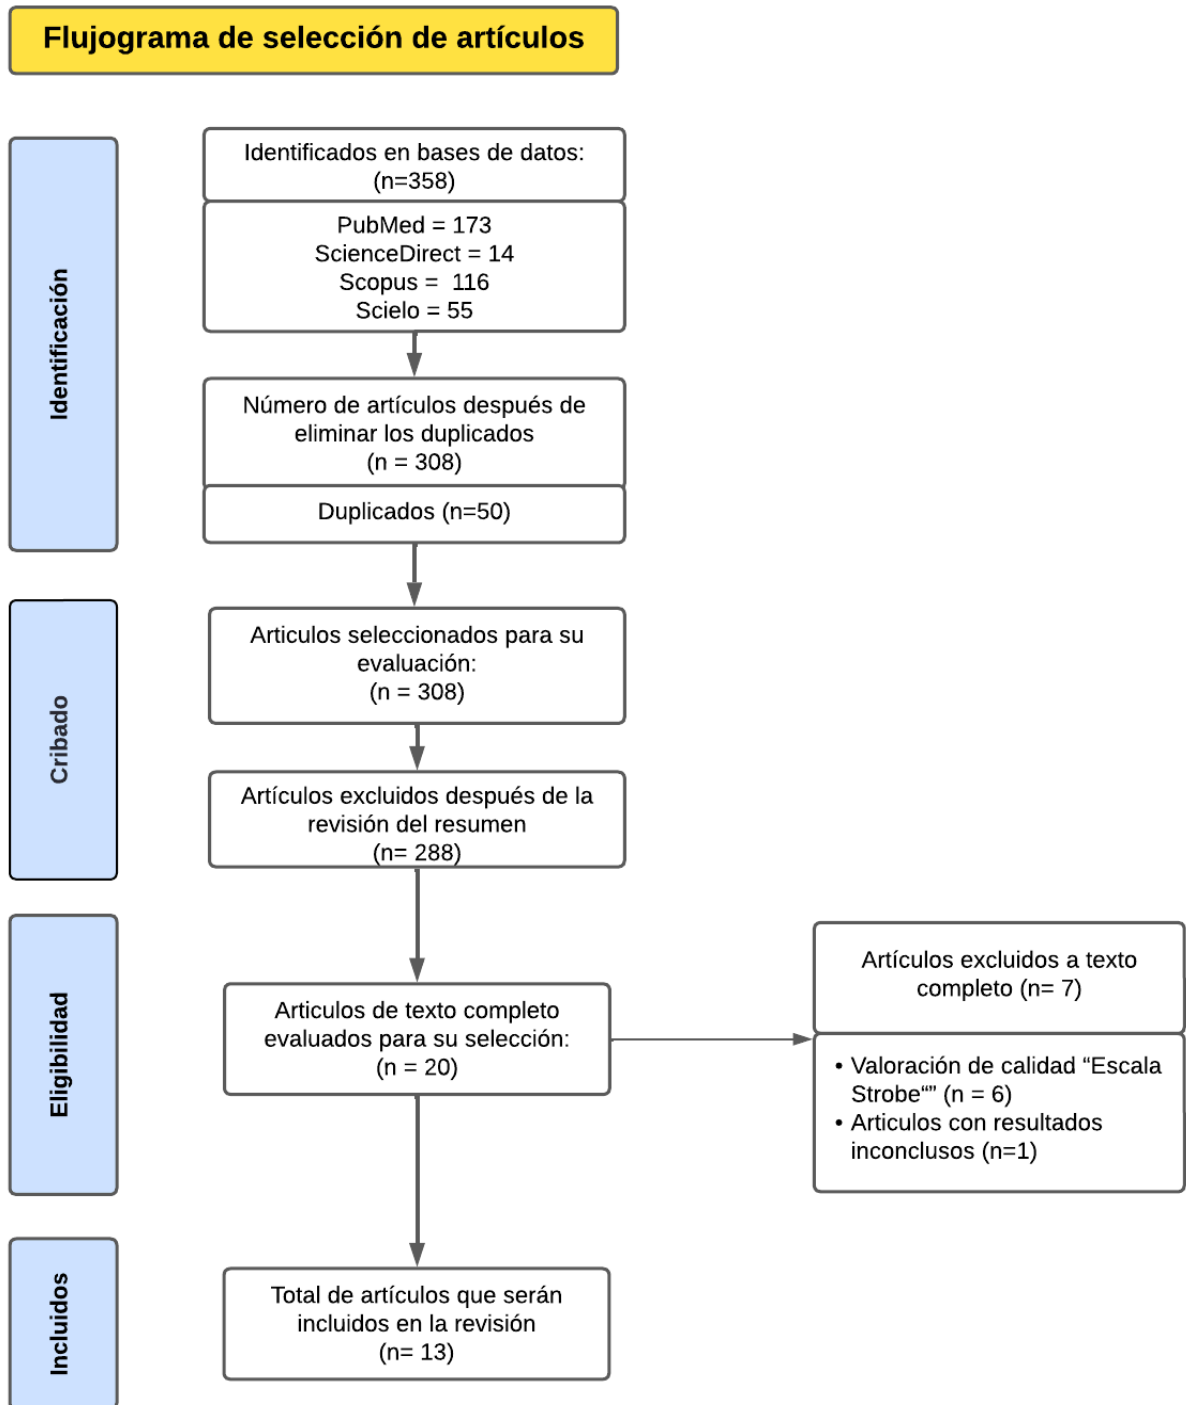 Flujograma de selección de artículos
Identificación
Identificados en bases de datos:
(n=358)
PubMed = 173
ScienceDirect = 14
Scopus =  116
Scielo = 55
Número de artículos después de
eliminar los duplicados
(n = 308)
Duplicados (n=50)
Cribado
Articulos seleccionados para su
evaluación:
(n = 308)
Artículos excluidos después de la
revisión del resumen
(n= 288)
Eligibilidad
Articulos de texto completo
evaluados para su selección:
(n = 20)
Artículos excluidos a texto
completo (n= 7)
• Valoración de calidad “Escala
Strobe“” (n = 6)
• Articulos con resultados
inconclusos (n=1)
Incluidos
Total de artículos que serán
incluidos en la revisión
(n= 13)